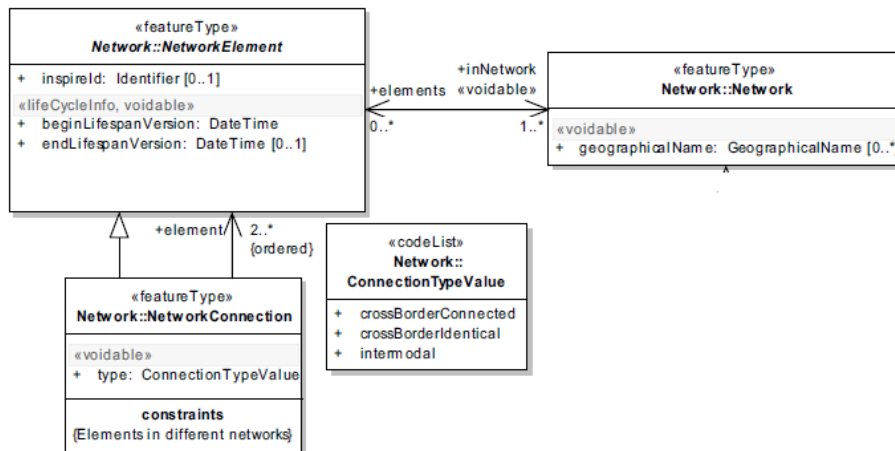 «featureType»
Network::NetworkElement
+ inspireId: Identifier [0..1]
«lifeCycleInfo, voidable»
+ beginLifespanVersion: DateTime
+ endLifespanVersion: DateTime [0..1]
+elements
0..*
+inNetwork
«voidable»
1..*
«featureType»
Network::Network
«voidable»
+ geographicalName: GeographicalName [0..*
+element
2..*
{ordered}
«featureType»
Network::NetworkConnection
«voidable»
+ type: ConnectionTypeValue
constraints
{Elements in different networks}
«codeList»
Network::
ConnectionTypeValue
+ crossBorderConnected
+ crossBorderIdentical
+ intermodal